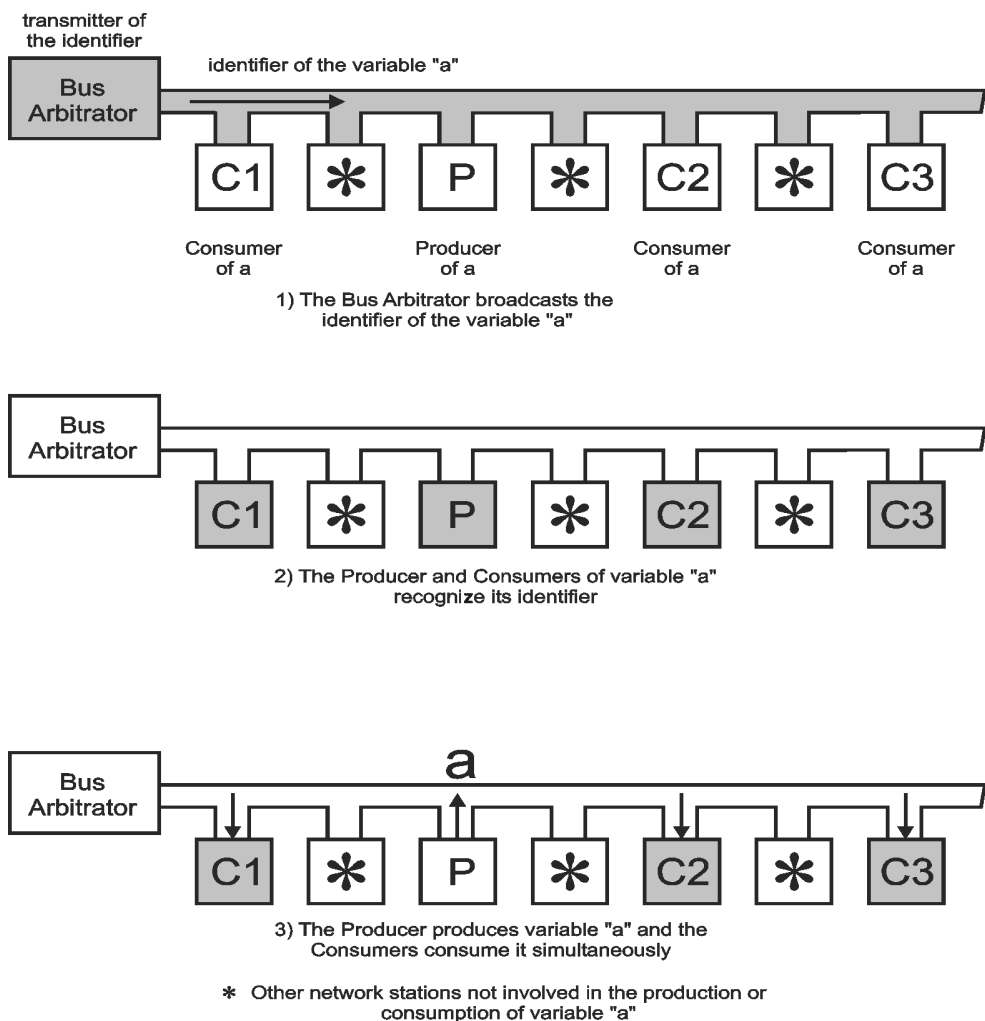 transmitter of
the identifier
Bus
Arbitrator
identifier of the variable "a"
C1
*
P
*
C2
*
C3
Consumer
of a
Producer
of a
Consumer
of a
Consumer
of a
1) The Bus Arbitrator broadcasts the
identifier of the variable "a"
Bus
Arbitrator
C1
*
P
*
C2
*
C3
2) The Producer and Consumers of variable "a"
recognize its identifier
a
Bus
Arbitrator
C1
*
P
*
C2
*
C3
3) The Producer produces variable "a" and the
Consumers consume it simultaneously
* Other network stations not involved in the production or
consumption of variable "a"